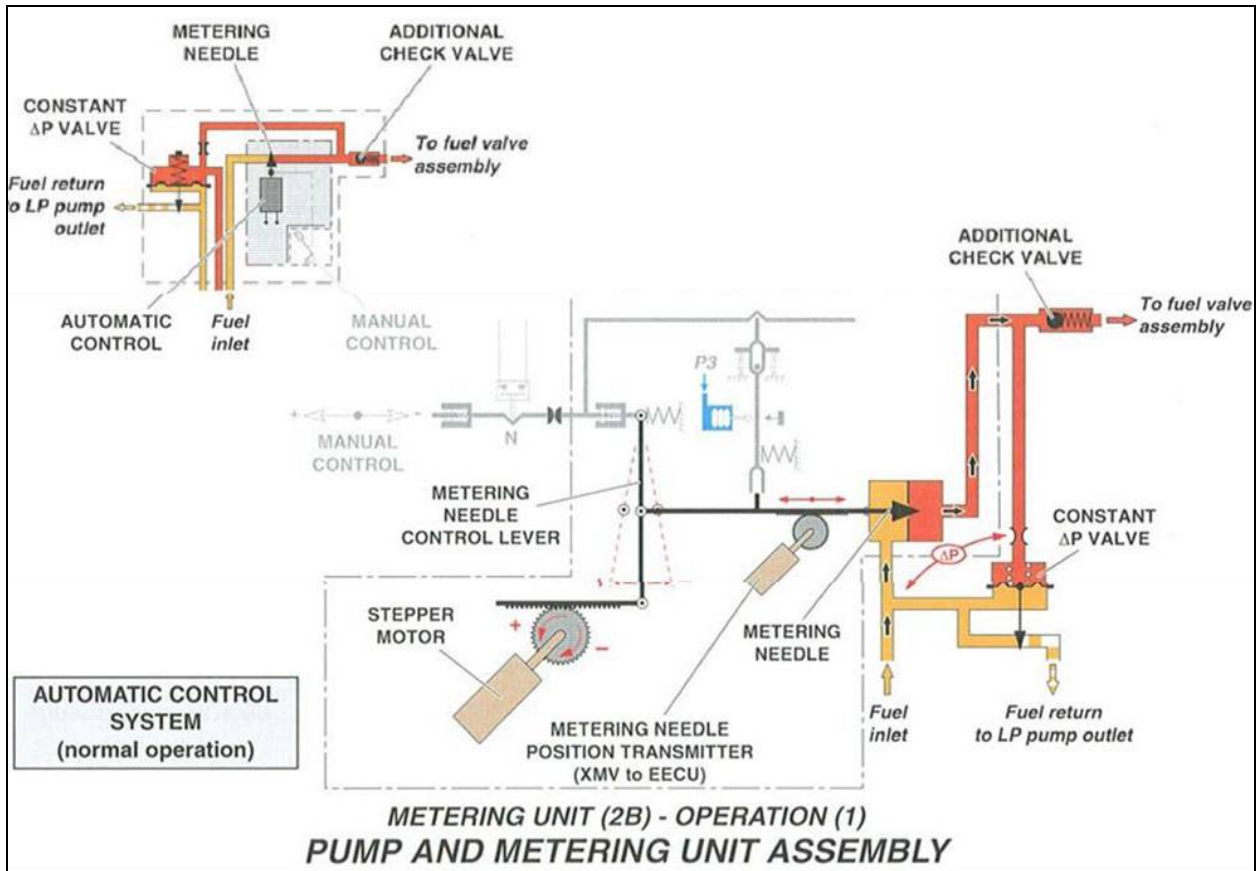 METERING
NEEDLE
ADDITIONAL
CHECK VALVE
CONSTANT
ΔP VALVE
To fuel valve
assembly
Fuel return
o LP pump
outlet
AUTOMATIC
CONTROL
Fuel
inlet
MANUAL
CONTROL
ADDITIONAL
CHECK VALVE
To fuel valve
assembly
P3
+ -
N
MANUAL
CONTROL
METERING
NEEDLE
CONTROL LEVER
CONSTANT
ΔP VALVE
ΔP
STEPPER
MOTOR
+
-
METERING
NEEDLE
AUTOMATIC CONTROL
SYSTEM
(normal operation)
METERING NEEDLE
POSITION TRANSMITTER
(XMV to EECU)
Fuel
inlet
Fuel return
to LP pump outlet
METERING UNIT (2B) - OPERATION (1)
PUMP AND METERING UNIT ASSEMBLY